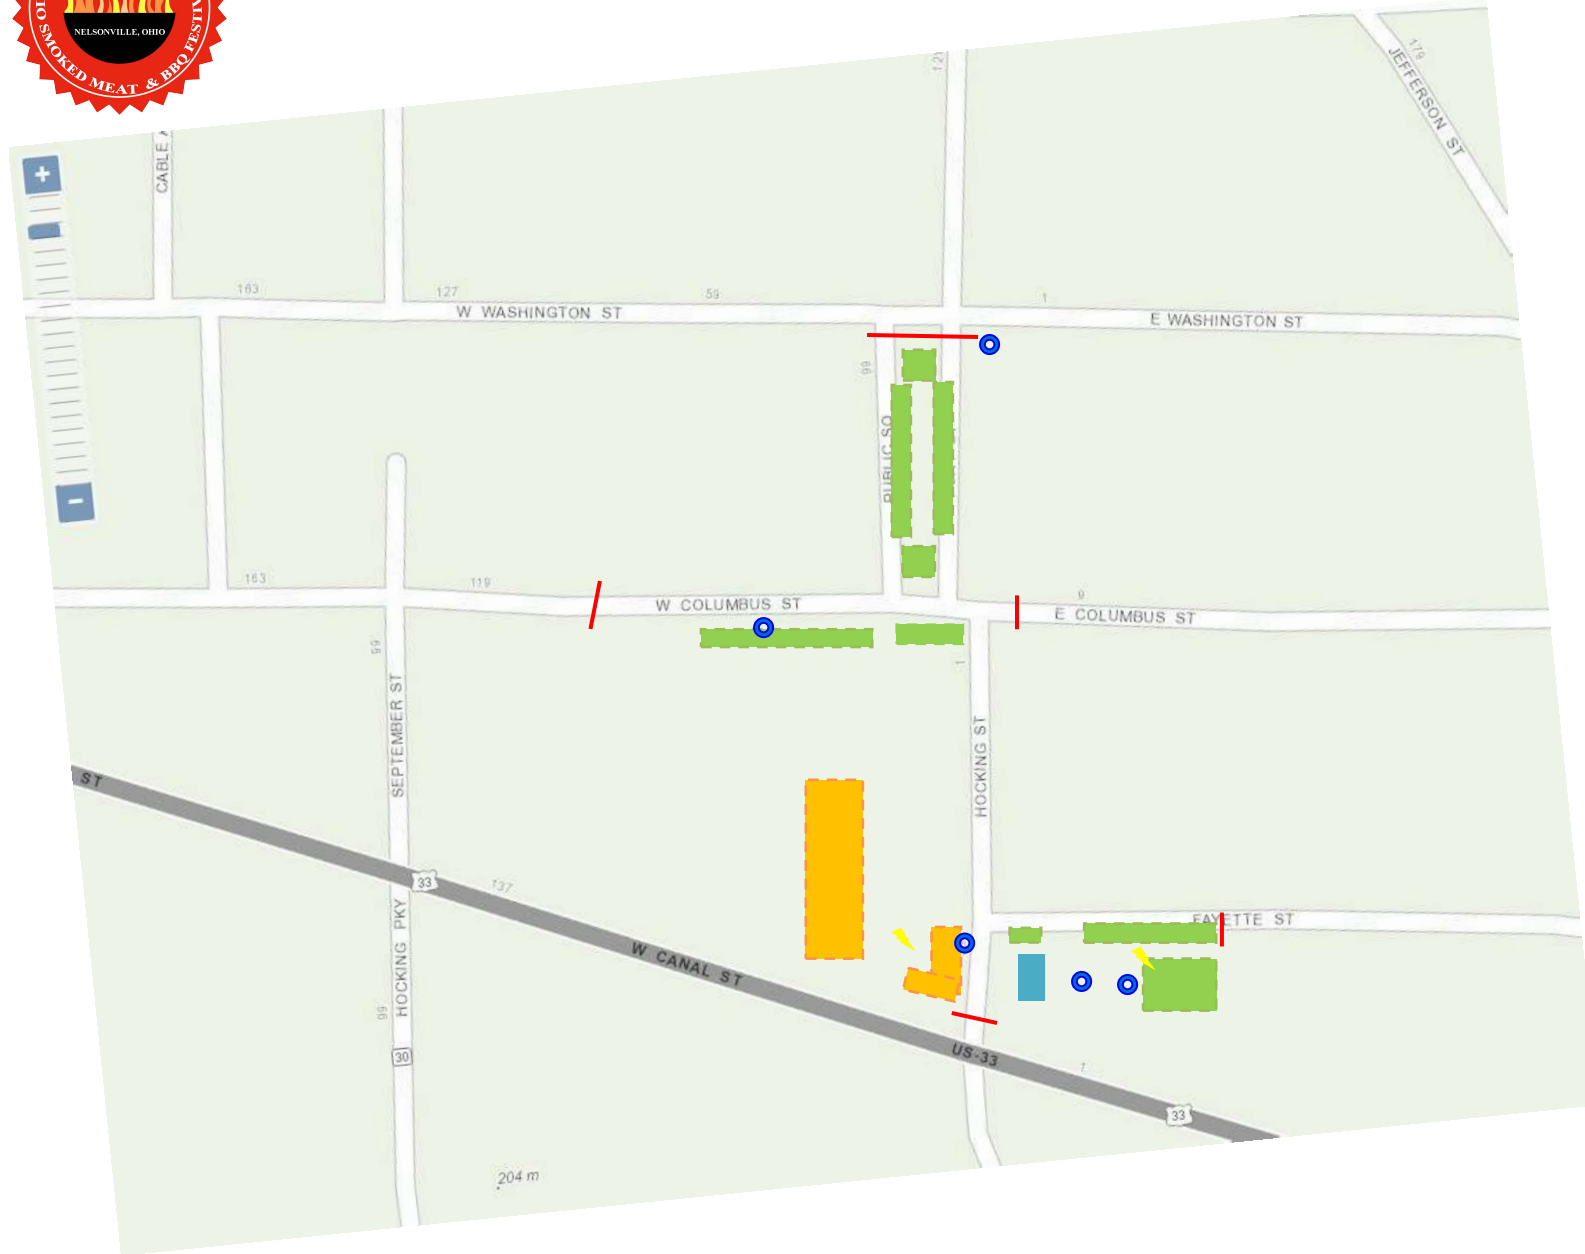 NELSONVILLE, OHIO
SMOKED MEAT & BBQ
179
JEFFERSON ST
CABLE
+
163
127
59
1
W WASHINGTON ST
E WASHINGTON ST
99
PUBLIC SQ
−
163
119
9
W COLUMBUS ST
E COLUMBUS ST
99
1
SEPTEMBER ST
HOCKING ST
ST
33
137
HOCKING PKY
W CANAL ST
FAYETTE ST
99
30
US-33
1
33
204 m